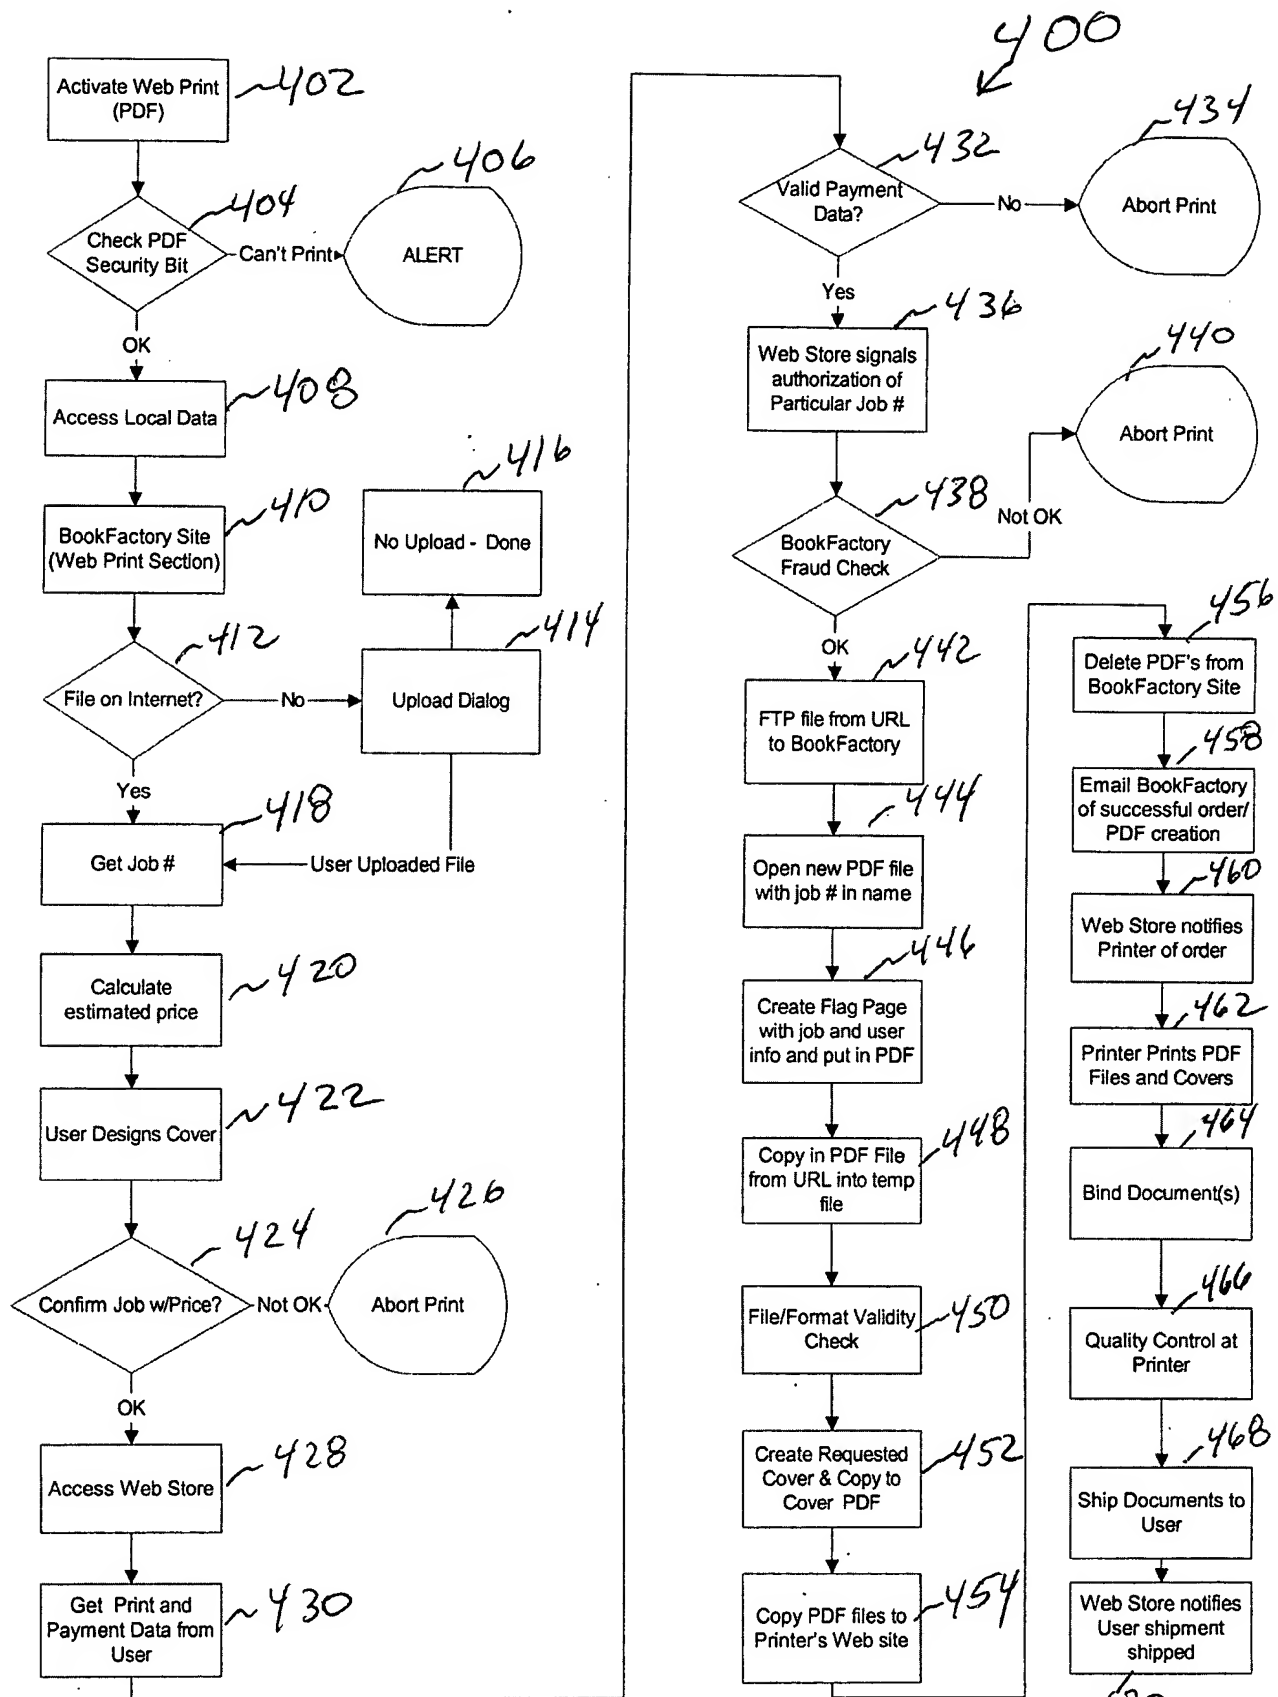 400
Activate Web Print
(PDF)
402
Check PDF
Security Bit
404
Can't Print
ALERT
406
OK
Access Local Data
408
BookFactory Site
(Web Print Section)
410
File on Internet?
412
No
Upload Dialog
414
No Upload - Done
416
Yes
User Uploaded File
Get Job #
418
Calculate
estimated price
420
User Designs Cover
422
Confirm Job w/Price?
424
Not OK
Abort Print
426
OK
Access Web Store
428
Get Print and
Payment Data from
User
430
Valid Payment
Data?
432
No
Abort Print
434
Yes
Web Store signals
authorization of
Particular Job #
436
BookFactory
Fraud Check
438
Not OK
Abort Print
440
OK
FTP file from URL
to BookFactory
442
Open new PDF file
with job # in name
444
Create Flag Page
with job and user
info and put in PDF
446
Copy in PDF File
from URL into temp
file
448
File/Format Validity
Check
450
Create Requested
Cover & Copy to
Cover PDF
452
Copy PDF files to
Printer's Web site
454
Delete PDF's from
BookFactory Site
456
Email BookFactory
of successful order/
PDF creation
458
Web Store notifies
Printer of order
460
Printer Prints PDF
Files and Covers
462
Bind Document(s)
464
Quality Control at
Printer
466
Ship Documents to
User
468
Web Store notifies
User shipment
shipped